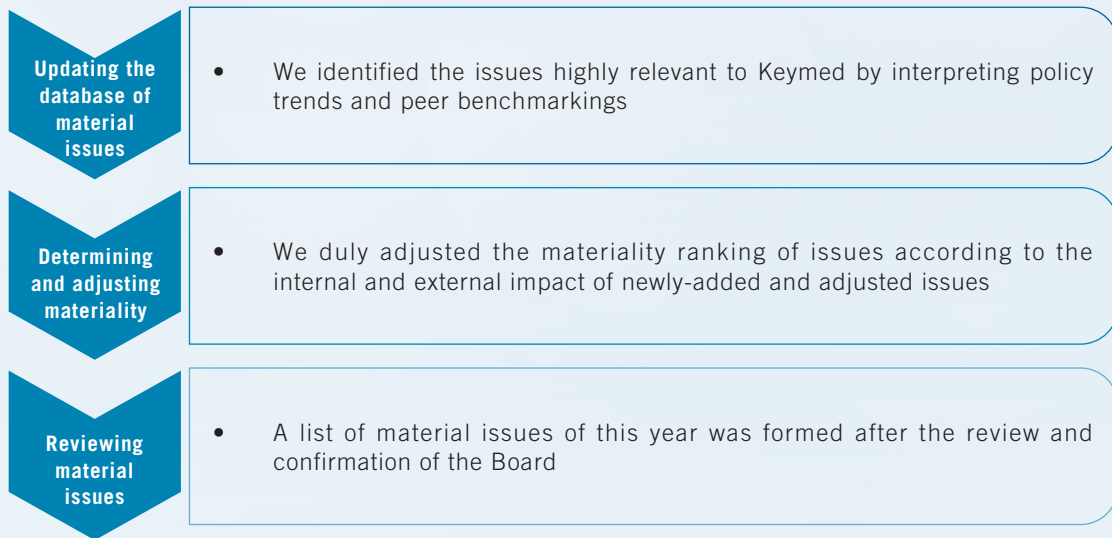 Updating the
database of
material
issues
• We identified the issues highly relevant to Keymed by interpreting policy
trends and peer benchmarkings
Determining
and adjusting
materiality
• We duly adjusted the materiality ranking of issues according to the
internal and external impact of newly-added and adjusted issues
Reviewing
material
issues
• A list of material issues of this year was formed after the review and
confirmation of the Board